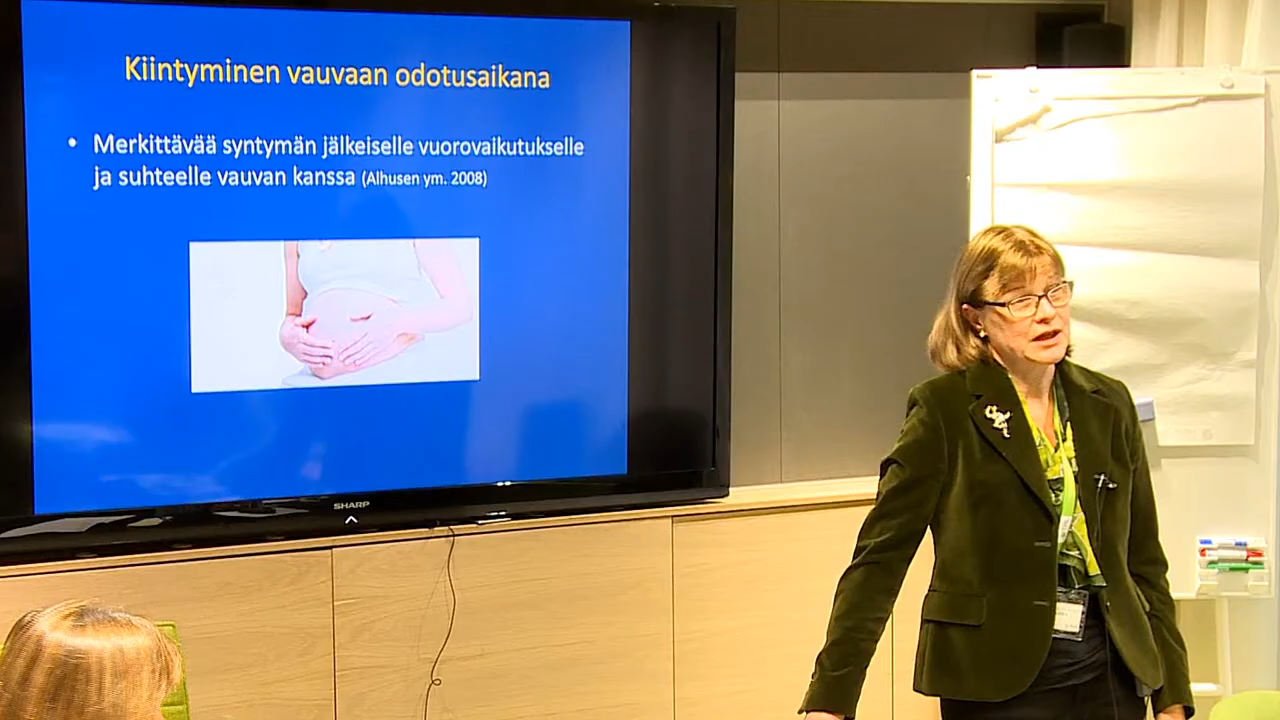 Kiintyminen vauvaan odotusaikana
• Merkittävää syntymän jälkeiselle vuorovaikutukselle
ja suhteelle vauvan kanssa (Alhusen ym. 2008)
SHARP